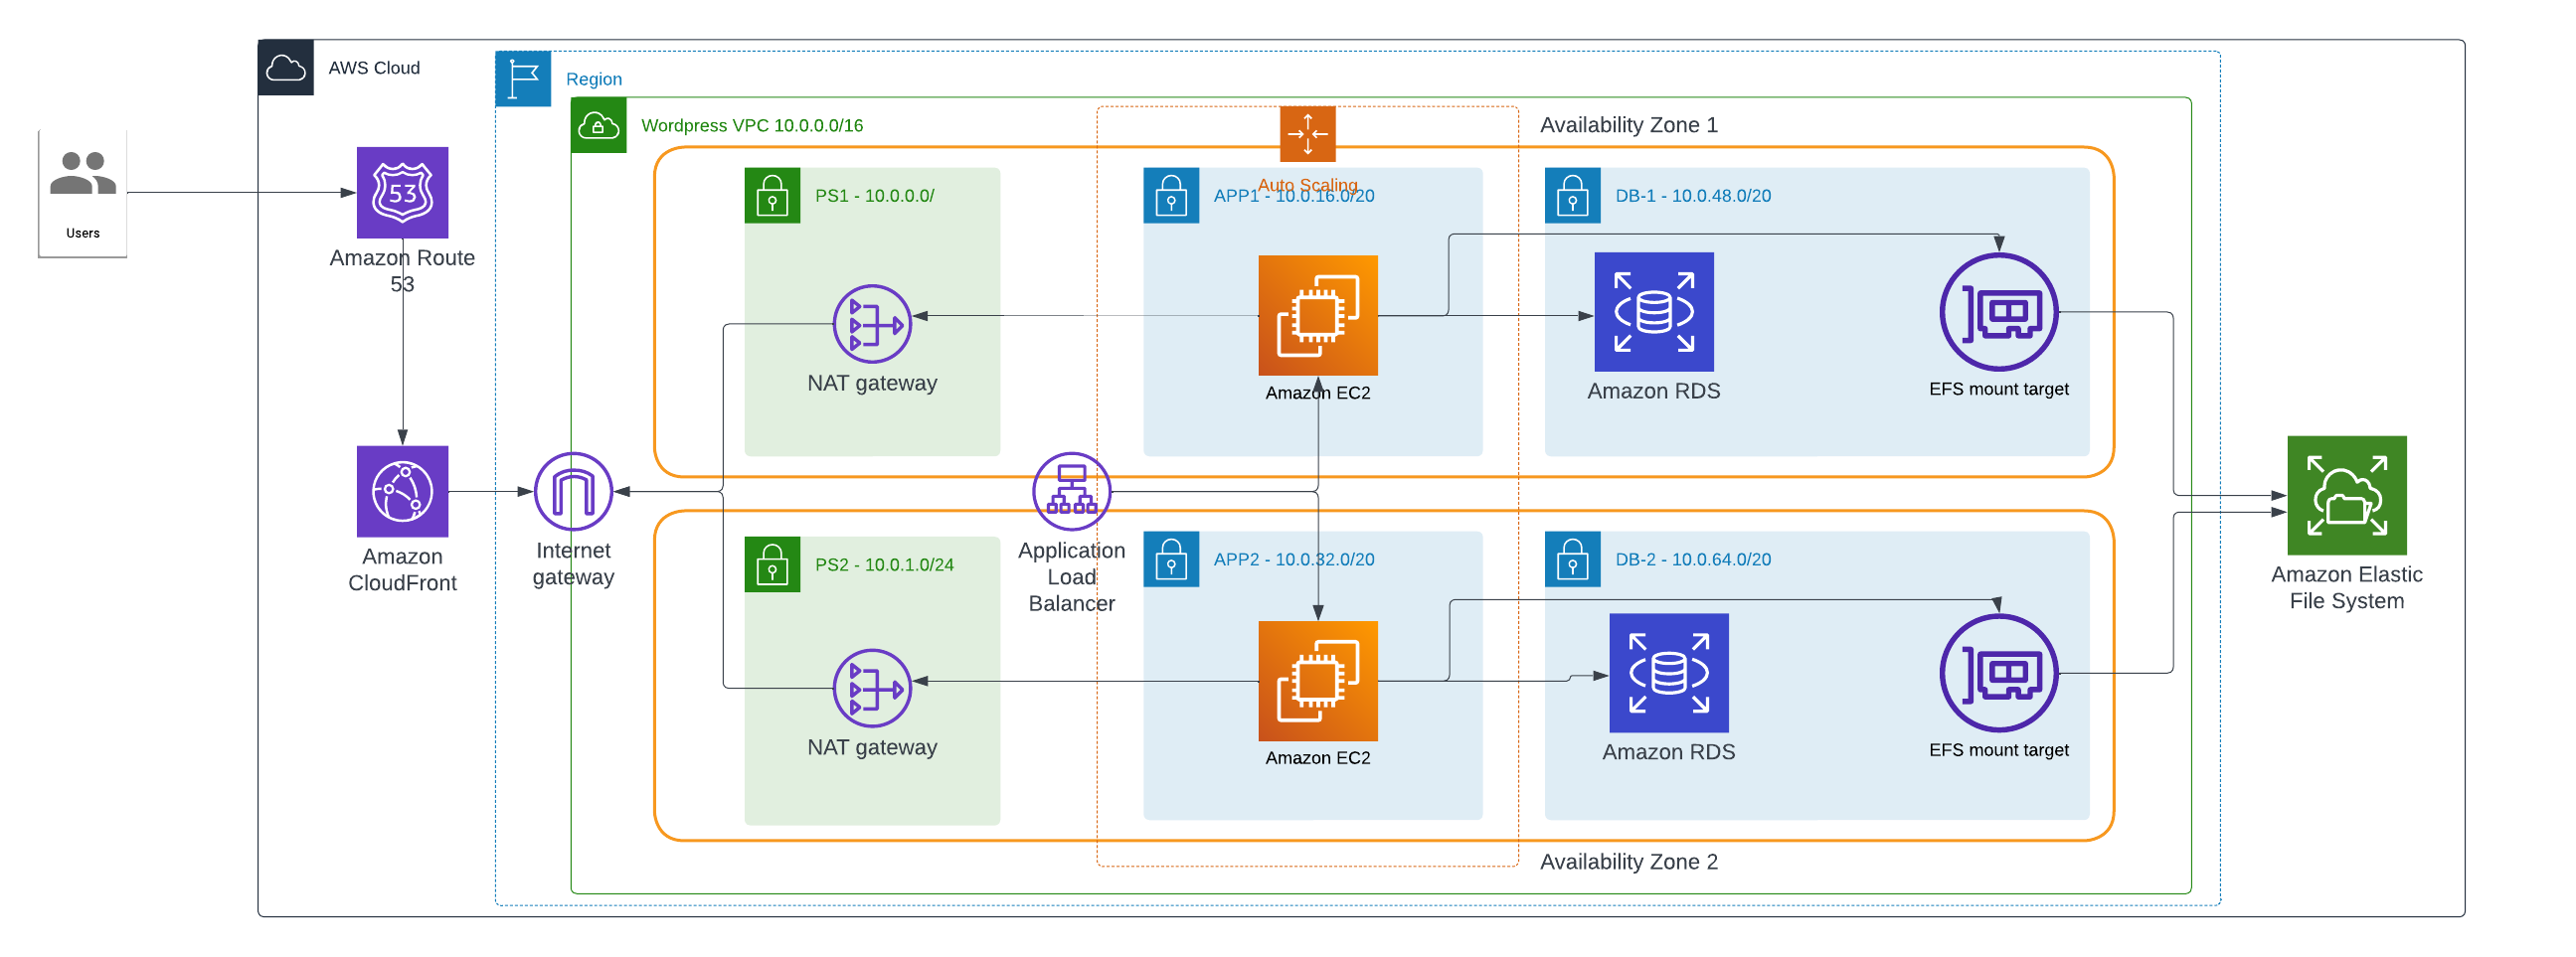 AWS Cloud
Region
Wordpress VPC 10.0.0.0/16
Availability Zone 1
Users
53
Amazon Route
53
Auto Scaling
PS1 - 10.0.0.0/
APP1 - 10.0.16.0/20
DB-1 - 10.0.48.0/20
NAT gateway
Amazon EC2
Amazon RDS
EFS mount target
Amazon
CloudFront
Internet
gateway
Application
Load
Balancer
PS2 - 10.0.1.0/24
APP2 - 10.0.32.0/20
DB-2 - 10.0.64.0/20
Amazon Elastic
File System
NAT gateway
Amazon EC2
Amazon RDS
EFS mount target
Availability Zone 2